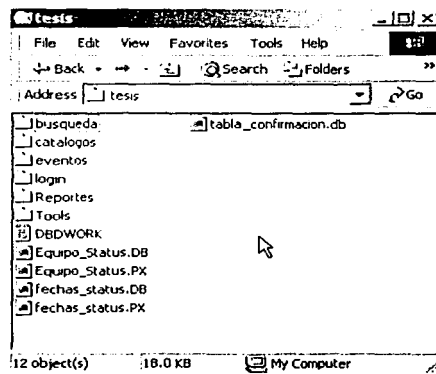 tesis
File Edit View Favorites Tools Help
Back Search Folders »
Address tesis Go
busqueda
catalogos
eventos
login
Reportes
Tools
DBDWORK
Equipo_Status.DB
Equipo_Status.PX
fechas_status.DB
fechas_status.PX
tabla_confirmacion.db
12 object(s) 18.0 KB My Computer